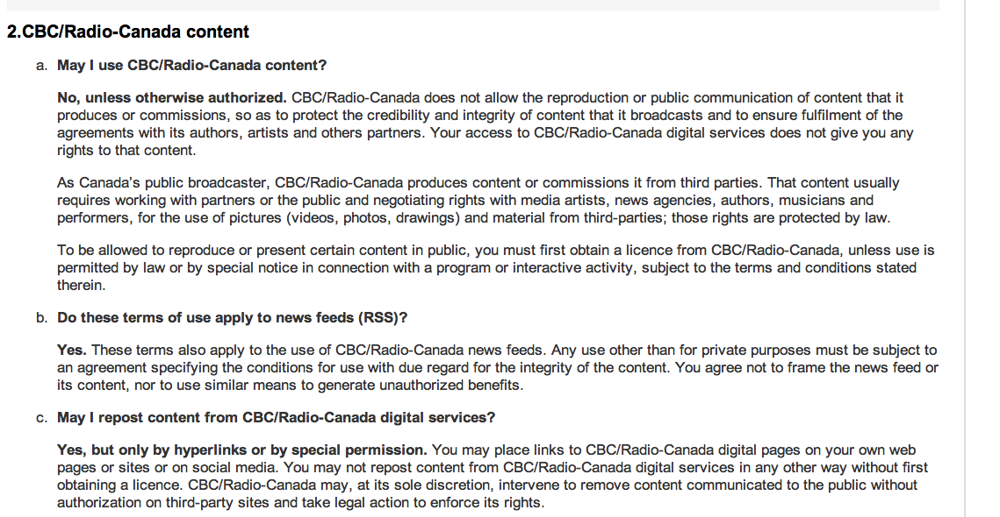 2.CBC/Radio-Canada content
a. May I use CBC/Radio-Canada content?
No, unless otherwise authorized. CBC/Radio-Canada does not allow the reproduction or public communication of content that it
produces or commissions, so as to protect the credibility and integrity of content that it broadcasts and to ensure fulfilment of the
agreements with its authors, artists and others partners. Your access to CBC/Radio-Canada digital services does not give you any
rights to that content.
As Canada's public broadcaster, CBC/Radio-Canada produces content or commissions it from third parties. That content usually
requires working with partners or the public and negotiating rights with media artists, news agencies, authors, musicians and
performers, for the use of pictures (videos, photos, drawings) and material from third-parties; those rights are protected by law.
To be allowed to reproduce or present certain content in public, you must first obtain a licence from CBC/Radio-Canada, unless use is
permitted by law or by special notice in connection with a program or interactive activity, subject to the terms and conditions stated
therein.
b. Do these terms of use apply to news feeds (RSS)?
Yes. These terms also apply to the use of CBC/Radio-Canada news feeds. Any use other than for private purposes must be subject to
an agreement specifying the conditions for use with due regard for the integrity of the content. You agree not to frame the news feed or
its content, nor to use similar means to generate unauthorized benefits.
c. May I repost content from CBC/Radio-Canada digital services?
Yes, but only by hyperlinks or by special permission. You may place links to CBC/Radio-Canada digital pages on your own web
pages or sites or on social media. You may not repost content from CBC/Radio-Canada digital services in any other way without first
obtaining a licence. CBC/Radio-Canada may, at its sole discretion, intervene to remove content communicated to the public without
authorization on third-party sites and take legal action to enforce its rights.